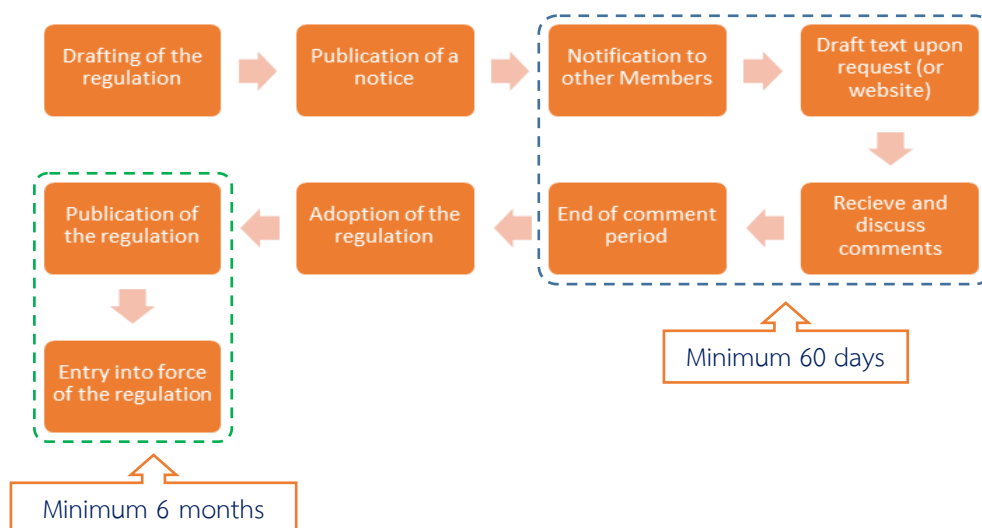 Drafting of the
regulation
Publication of a
notice
Notification to
other Members
Draft text upon
request (or
website)
Recieve and
discuss
comments
End of comment
period
Adoption of the
regulation
Publication of
the regulation
Entry into force
of the regulation
Minimum 60 days
Minimum 6 months